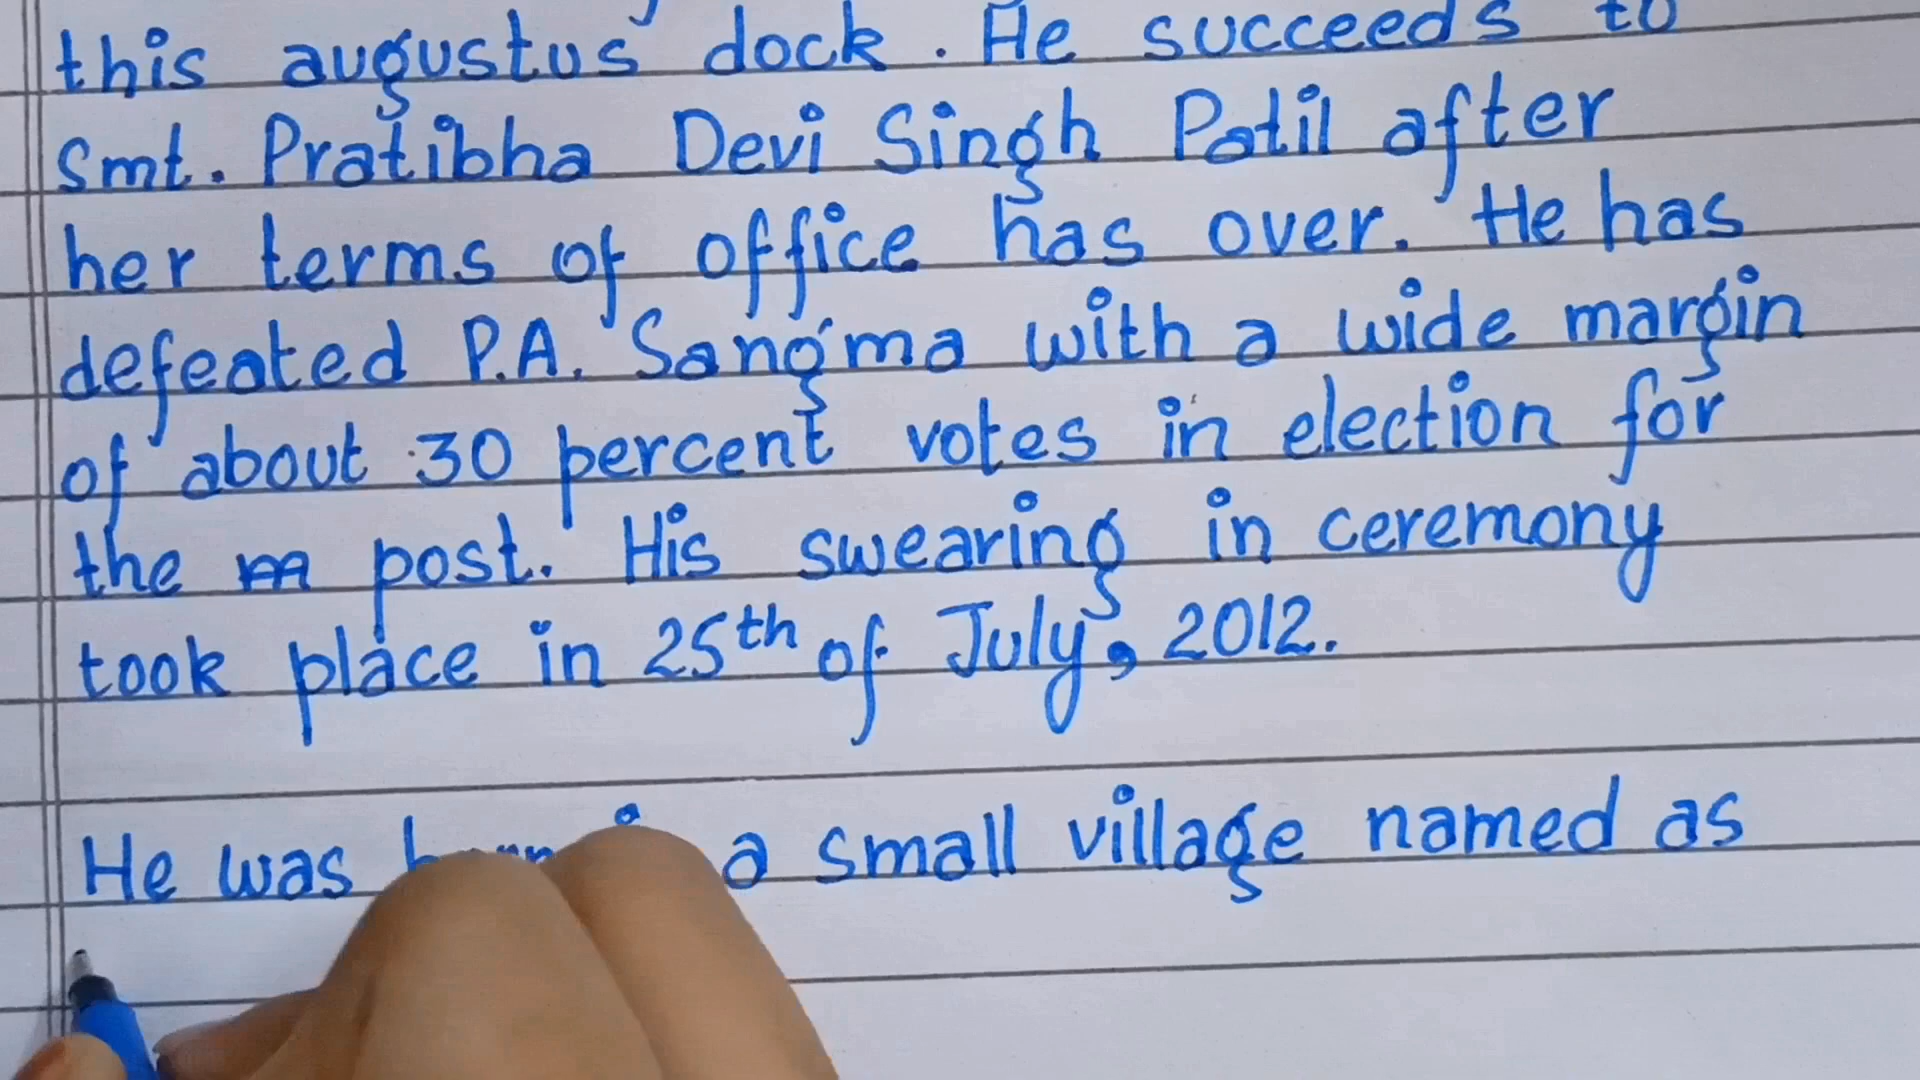 this augustus dock. He succeeds to
Smt. Pratibha Devi Singh Patil after
her terms of office has over. He has
defeated P.A. Sangma with a wide margin
of about 30 percent votes in election for
the post. His swearing in ceremony
took place in 25th of July, 2012.
He was a small village named as